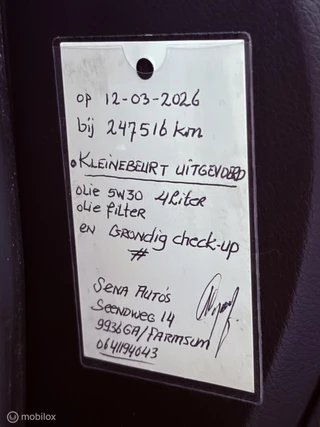 op 12-03-2026
bij 247516 km
• KLEINEBEURT UITGEVOERD
olie 5W30 4Liter
olie filter
en GRONDig check-up
#
SENA AUTO'S
SEENDWEG 14
9936GA/FARMSUM
0641194043
mobilox